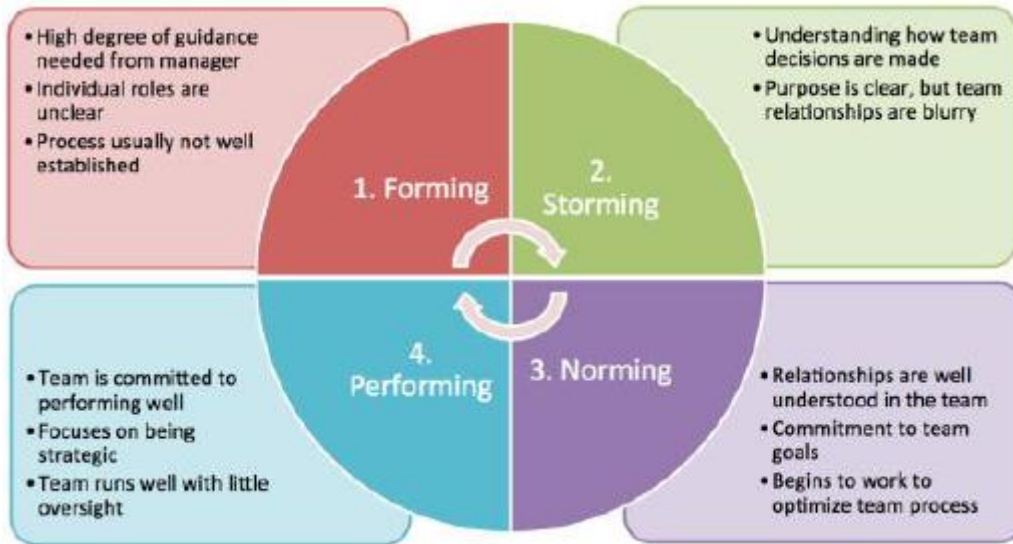 • High degree of guidance
needed from manager
• Individual roles are
unclear
• Process usually not well
established
1. Forming
• Understanding how team
decisions are made
• Purpose is clear, but team
relationships are blurry
2.
Storming
• Team is committed to
performing well
• Focuses on being
strategic
• Team runs well with little
oversight
4.
Performing
3. Norming
• Relationships are well
understood in the team
• Commitment to team
goals
• Begins to work to
optimize team process